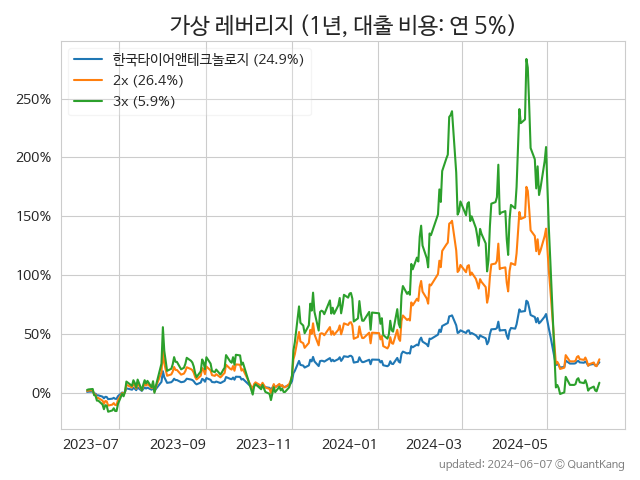 가상 레버리지 (1년, 대출 비용: 연 5%)
한국타이어앤테크놀로지 (24.9%)
2x (26.4%)
3x (5.9%)
250%
200%
150%
100%
50%
0%
2023-07 2023-09 2023-11 2024-01 2024-03 2024-05
updated: 2024-06-07 © QuantKang